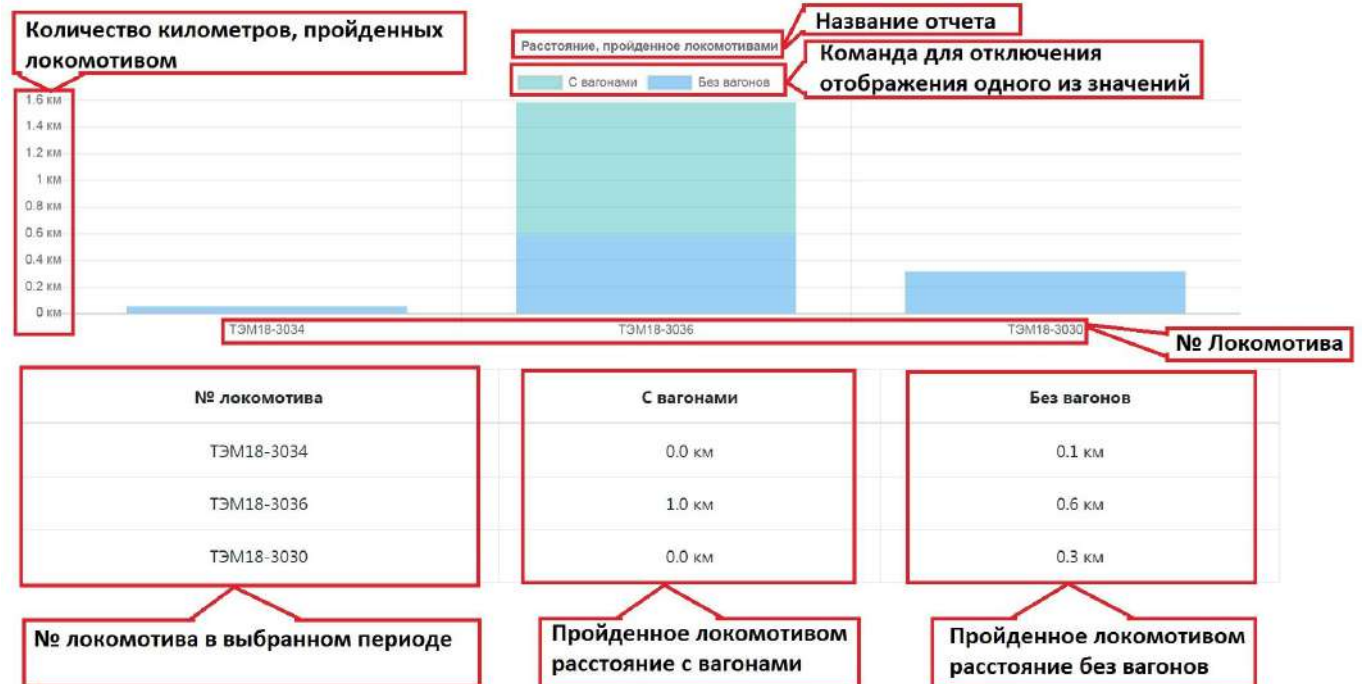 Количество километров, пройденных
локомотивом
Название отчета
Расстояние, пройденное локомотивами
Команда для отключения
отображения одного из значений
С вагонами Без вагонов
1.6 км
1.4 км
1.2 км
1 км
0.8 км
0.6 км
0.4 км
0.2 км
0 км
ТЭМ18-3034 ТЭМ18-3036 ТЭМ18-3030
№ Локомотива
№ локомотива С вагонами Без вагонов
ТЭМ18-3034 0.0 км 0.1 км
ТЭМ18-3036 1.0 км 0.6 км
ТЭМ18-3030 0.0 км 0.3 км
№ локомотива в выбранном периоде
Пройденное локомотивом
расстояние с вагонами
Пройденное локомотивом
расстояние без вагонов